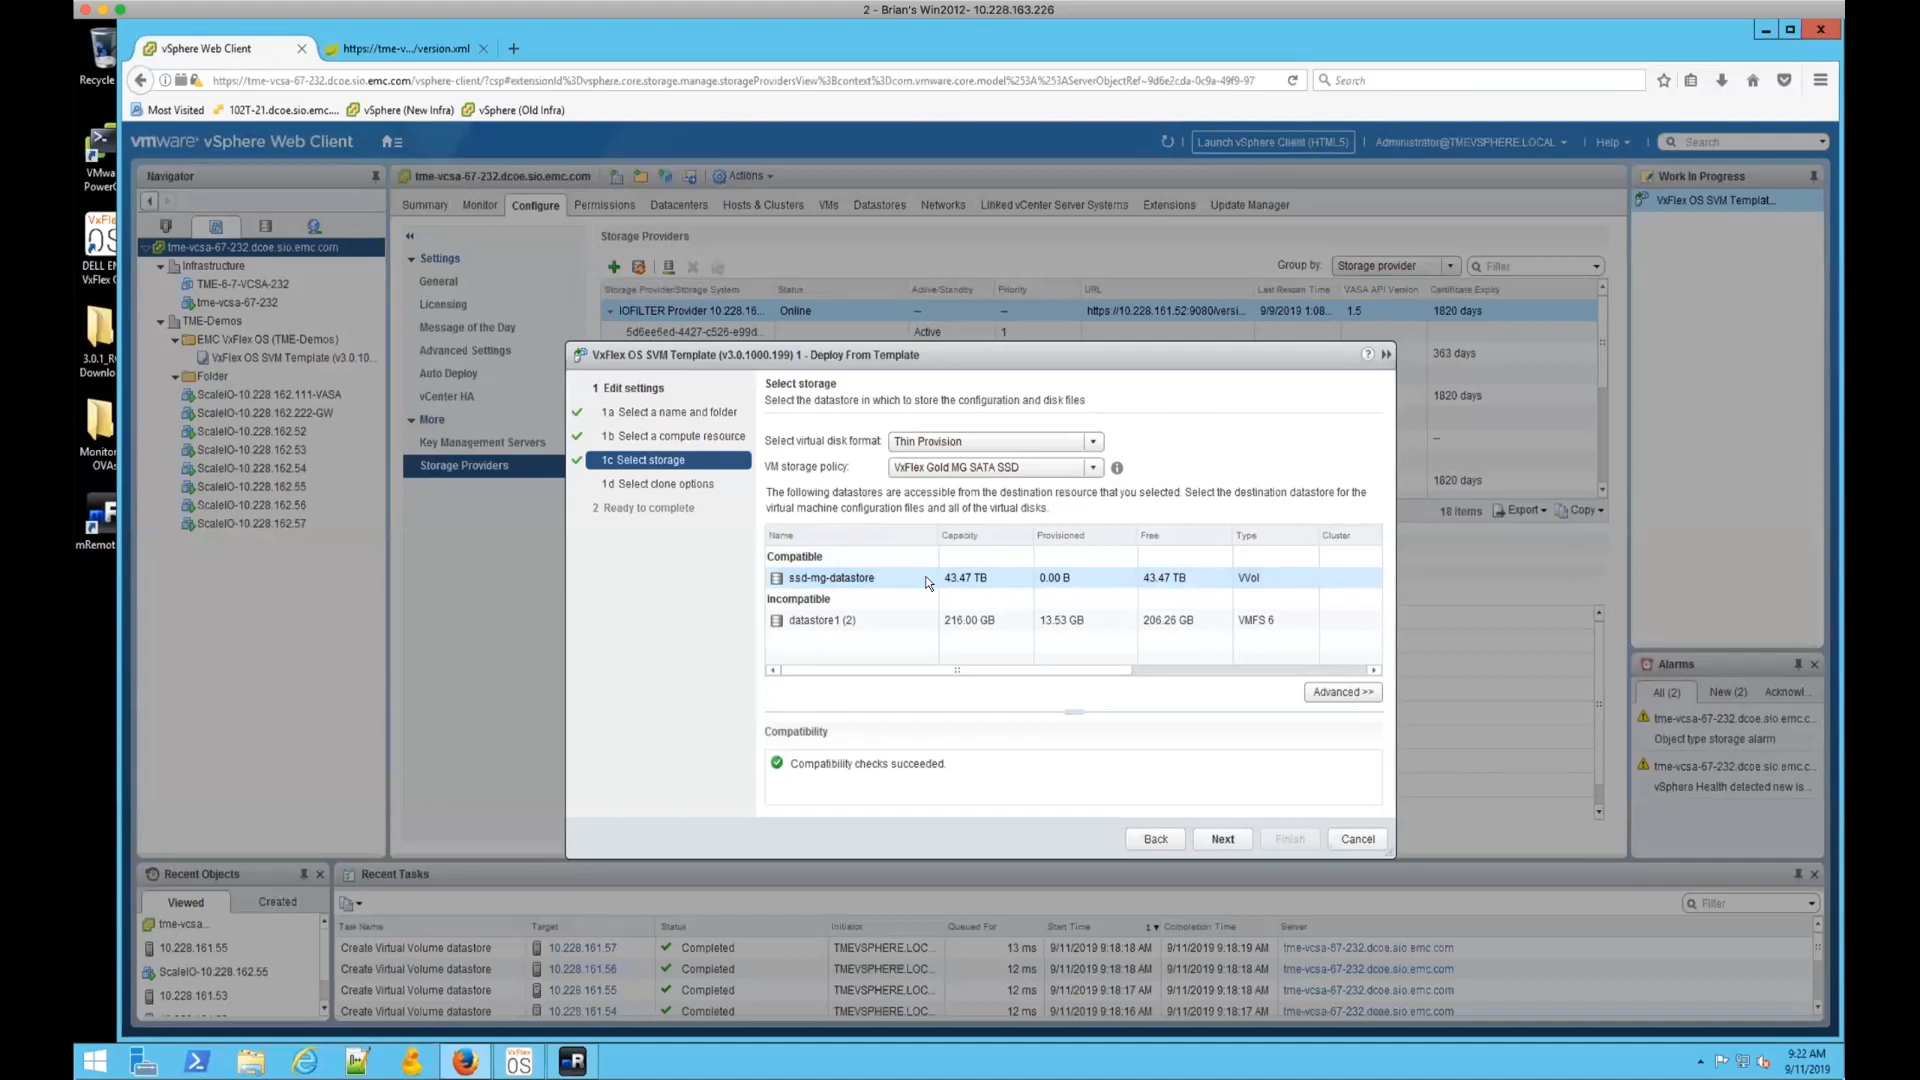 2 - Brian's Win2012- 10.228.163.226
vSphere Web Client
https://tme-v.../version.xml
https://tme-vcsa-67-232.dcoe.sio.emc.com/vsphere-client/?csp#extensionId%3Dvsphere.core.storage.manage.storageProvidersView%3Bcontext%3Dcom.vmware.core.model%253A%253AServerObjectRef~9d6e2cda-0c9a-49f9-97
Search
Most Visited
102T-21.dcoe.sio.emc....
vSphere (New Infra)
vSphere (Old Infra)
vmware® vSphere Web Client
Launch vSphere Client (HTML5)
Administrator@TMEVSPHERE.LOCAL
Help
Search
Recycle
VMwa
PowerC
DELL EM
VxFlex C
3.0.1_R
Downlo
Monitor
OVAs
mRemot
Navigator
tme-vcsa-67-232.dcoe.sio.emc.com
Infrastructure
TME-6-7-VCSA-232
tme-vcsa-67-232
TME-Demos
EMC VxFlex OS (TME-Demos)
VxFlex OS SVM Template (v3.0.10...
Folder
ScaleIO-10.228.162.111-VASA
ScaleIO-10.228.162.222-GW
ScaleIO-10.228.162.52
ScaleIO-10.228.162.53
ScaleIO-10.228.162.54
ScaleIO-10.228.162.55
ScaleIO-10.228.162.56
ScaleIO-10.228.162.57
tme-vcsa-67-232.dcoe.sio.emc.com
Actions
Summary Monitor Configure Permissions Datacenters Hosts & Clusters VMs Datastores Networks Linked vCenter Server Systems Extensions Update Manager
Settings
General
Licensing
Message of the Day
Advanced Settings
Auto Deploy
vCenter HA
More
Key Management Servers
Storage Providers
Storage Providers
Group by: Storage provider
Filter
Storage Provider/Storage System Status Active/Standby Priority URL Last Rescan Time VASA API Version Certificate Expiry
IOFILTER Provider 10.228.16... Online -- -- https://10.228.161.52:9080/versi... 9/9/2019 1:08... 1.5 1820 days
5d6ee6ed-4427-c526-e99d... Active 1
363 days
1820 days
--
1820 days
18 items Export Copy
VxFlex OS SVM Template (v3.0.1000.199) 1 - Deploy From Template
1 Edit settings
1a Select a name and folder
1b Select a compute resource
1c Select storage
1d Select clone options
2 Ready to complete
Select storage
Select the datastore in which to store the configuration and disk files
Select virtual disk format: Thin Provision
VM storage policy: VxFlex Gold MG SATA SSD
The following datastores are accessible from the destination resource that you selected. Select the destination datastore for the
virtual machine configuration files and all of the virtual disks.
Name Capacity Provisioned Free Type Cluster
Compatible
ssd-mg-datastore 43.47 TB 0.00 B 43.47 TB VVol
Incompatible
datastore1 (2) 216.00 GB 13.53 GB 206.26 GB VMFS 6
Advanced >>
Compatibility
Compatibility checks succeeded.
Back Next Finish Cancel
Work In Progress
VxFlex OS SVM Templat...
Alarms
All (2) New (2) Acknowl...
tme-vcsa-67-232.dcoe.sio.emc.c...
Object type storage alarm
tme-vcsa-67-232.dcoe.sio.emc.c...
vSphere Health detected new is...
Recent Objects
Viewed Created
tme-vcsa...
10.228.161.55
ScaleIO-10.228.162.55
10.228.161.53
Recent Tasks
Filter
Task Name Target Status Initiator Queued For Start Time Completion Time Server
Create Virtual Volume datastore 10.228.161.57 Completed TMEVSPHERE.LOC... 13 ms 9/11/2019 9:18:18 AM 9/11/2019 9:18:19 AM tme-vcsa-67-232.dcoe.sio.emc.com
Create Virtual Volume datastore 10.228.161.56 Completed TMEVSPHERE.LOC... 12 ms 9/11/2019 9:18:18 AM 9/11/2019 9:18:18 AM tme-vcsa-67-232.dcoe.sio.emc.com
Create Virtual Volume datastore 10.228.161.55 Completed TMEVSPHERE.LOC... 12 ms 9/11/2019 9:18:17 AM 9/11/2019 9:18:18 AM tme-vcsa-67-232.dcoe.sio.emc.com
Create Virtual Volume datastore 10.228.161.54 Completed TMEVSPHERE.LOC... 12 ms 9/11/2019 9:18:16 AM 9/11/2019 9:18:17 AM tme-vcsa-67-232.dcoe.sio.emc.com
VxFlex
OS
9:22 AM
9/11/2019